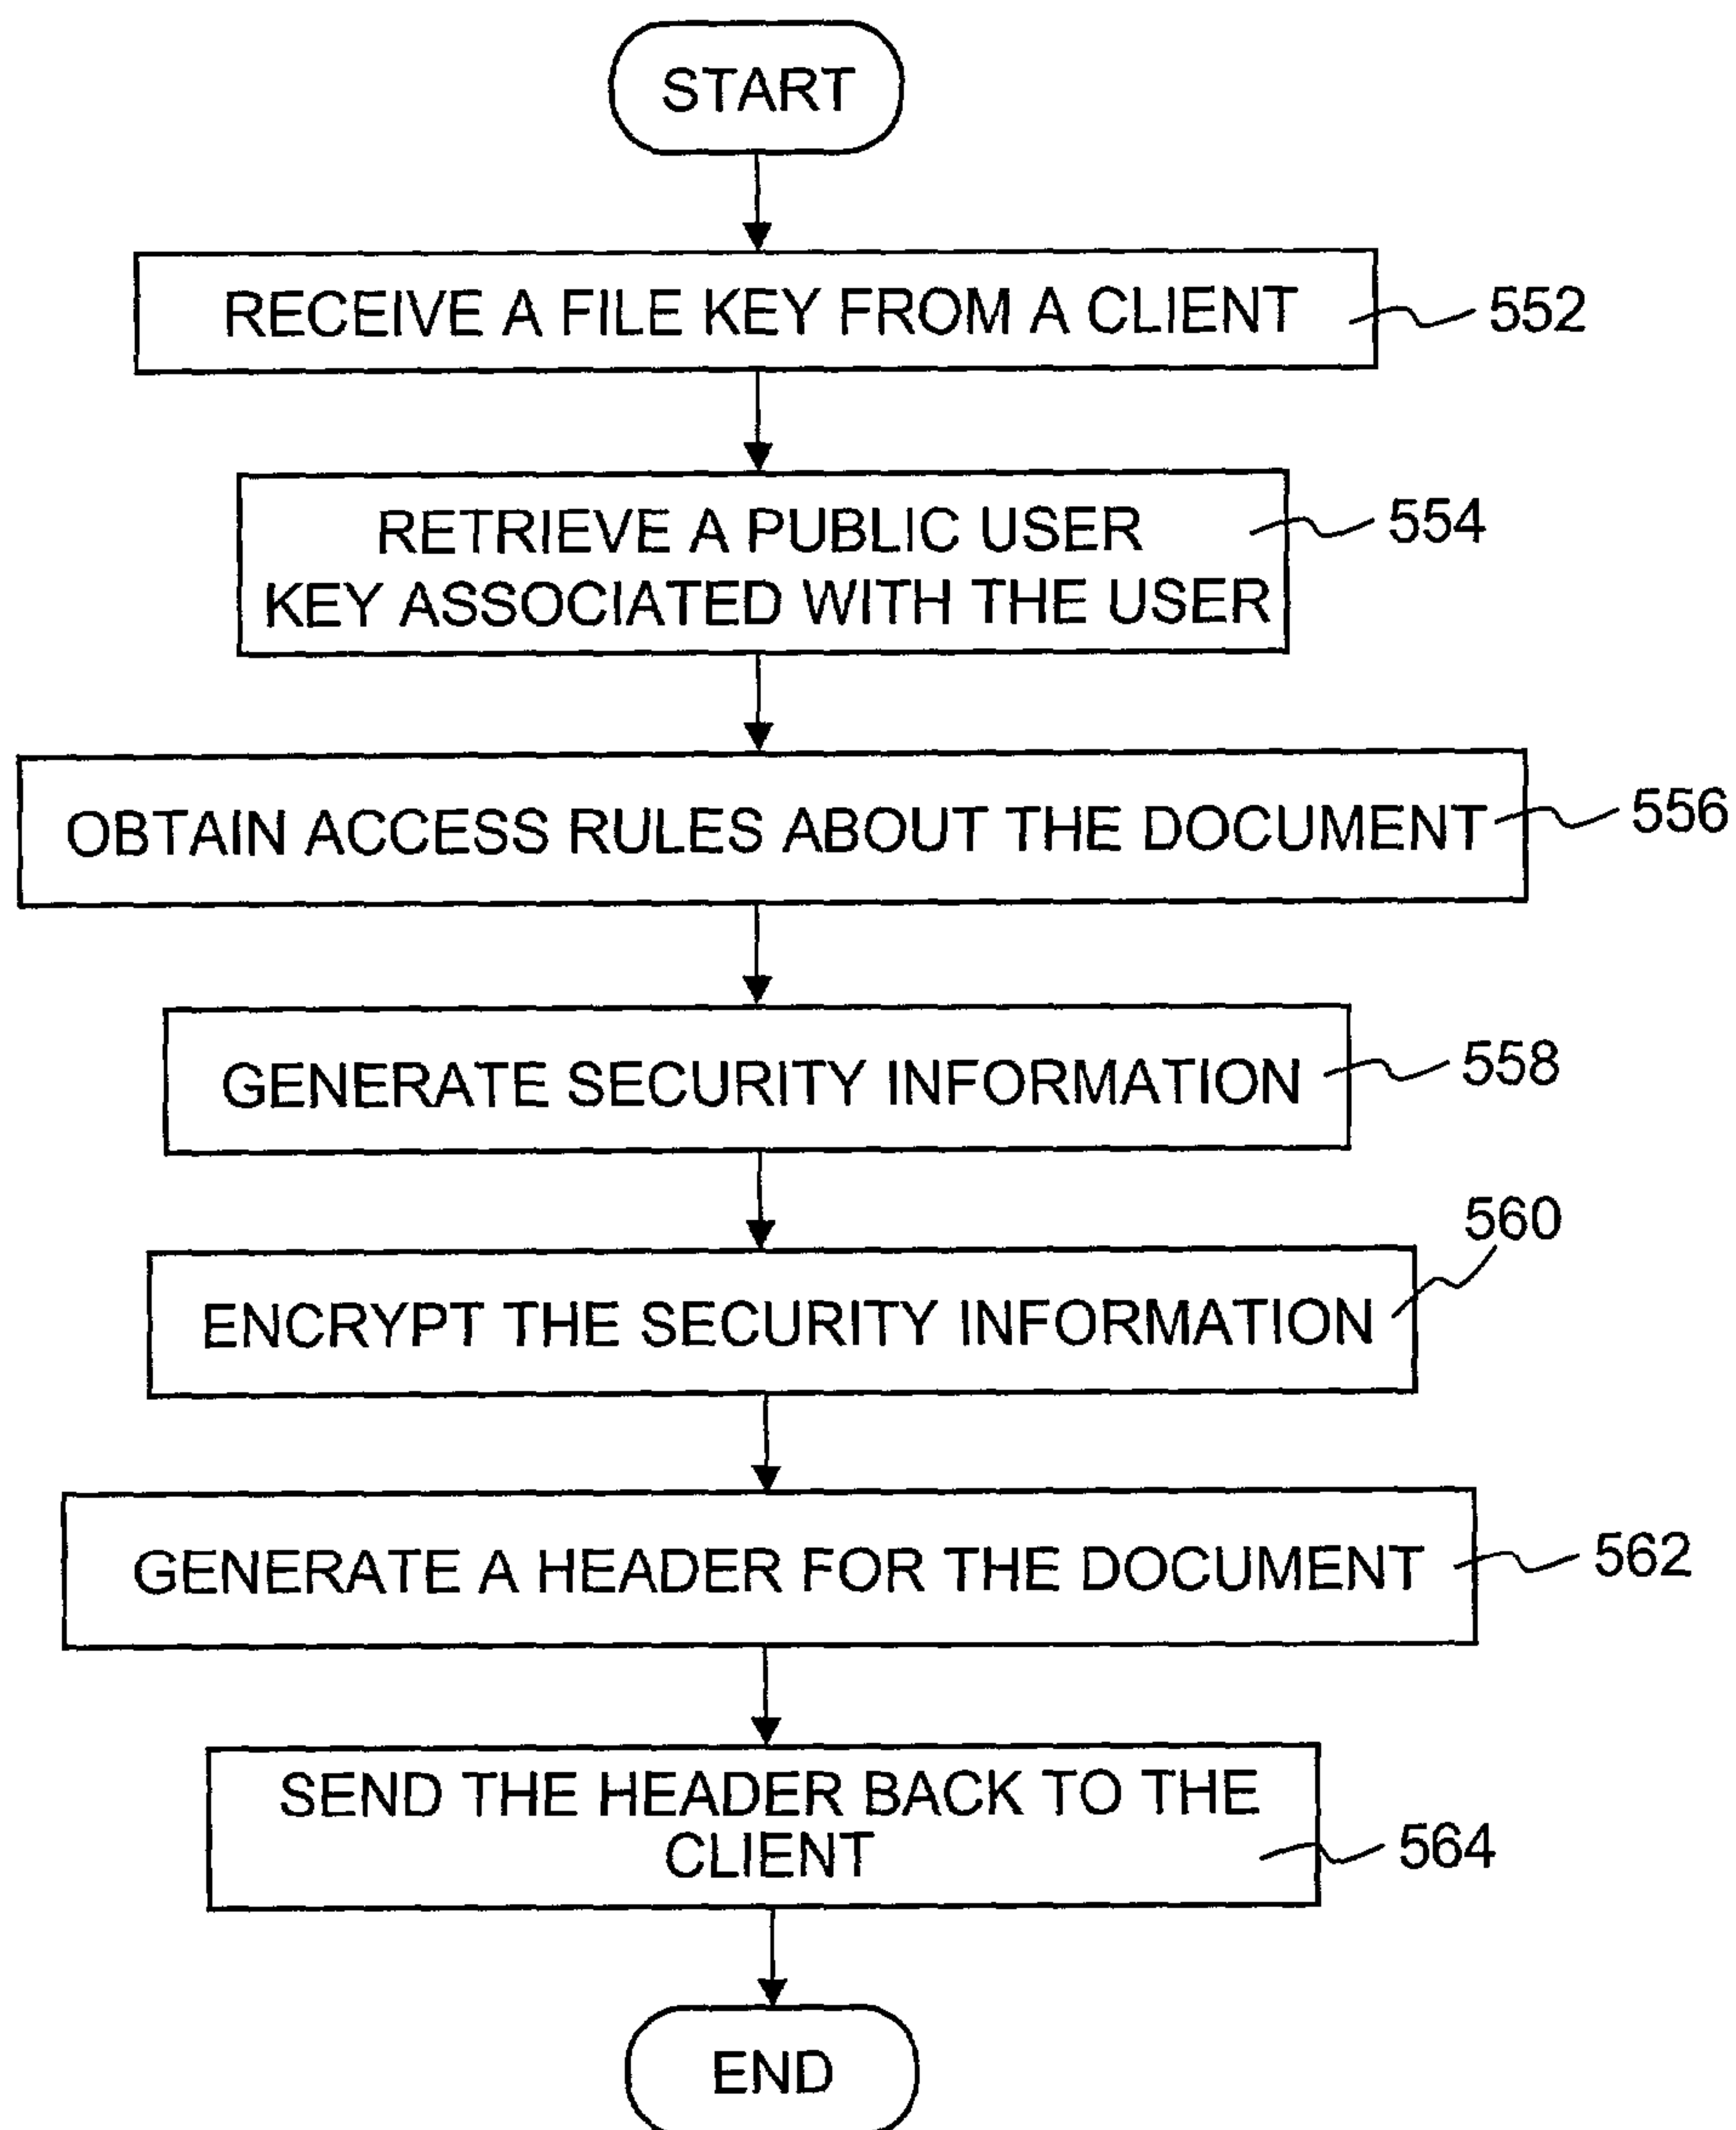 START
RECEIVE A FILE KEY FROM A CLIENT
552
RETRIEVE A PUBLIC USER
KEY ASSOCIATED WITH THE USER
554
OBTAIN ACCESS RULES ABOUT THE DOCUMENT
556
GENERATE SECURITY INFORMATION
558
ENCRYPT THE SECURITY INFORMATION
560
GENERATE A HEADER FOR THE DOCUMENT
562
SEND THE HEADER BACK TO THE
CLIENT
564
END